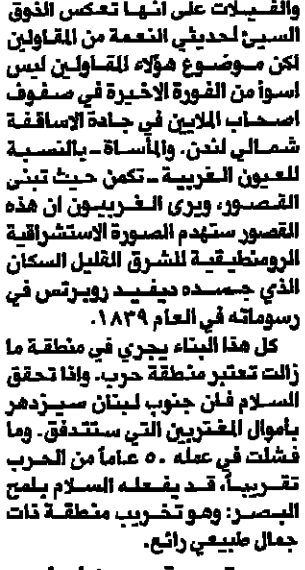 والفيلات على انها تعكس الذوق
السيئ لحديثي النعمة من المقاولين
لكن موضوع هؤلاء المقاولين ليس
اسوأ من الفورة الاخيرة في صفوف
اصحاب الملايين في جادة الاساقفة
شمالي لندن. والمأساة - بالنسبة
للعيون الغربية - تكمن حيث تبنى
القصور، ويرى الغربيون ان هذه
القصور ستهدم الصورة الاستشراقية
الرومنطيقية للشرق القليل السكان
الذي جسده ديفيد روبرتس في
رسوماته في العام ١٨٣٩.
كل هذا البناء يجري في منطقة ما
زالت تعتبر منطقة حرب. واذا تحقق
السلام فان جنوب لبنان سيزدهر
بأموال المغتربين التي ستتدفق. وما
فشلت في عمله ٥٠ عاماً من الحرب
تقريباً، قد يفعله السلام بلمح
البصر: وهو تخريب منطقة ذات
جمال طبيعي رائع.